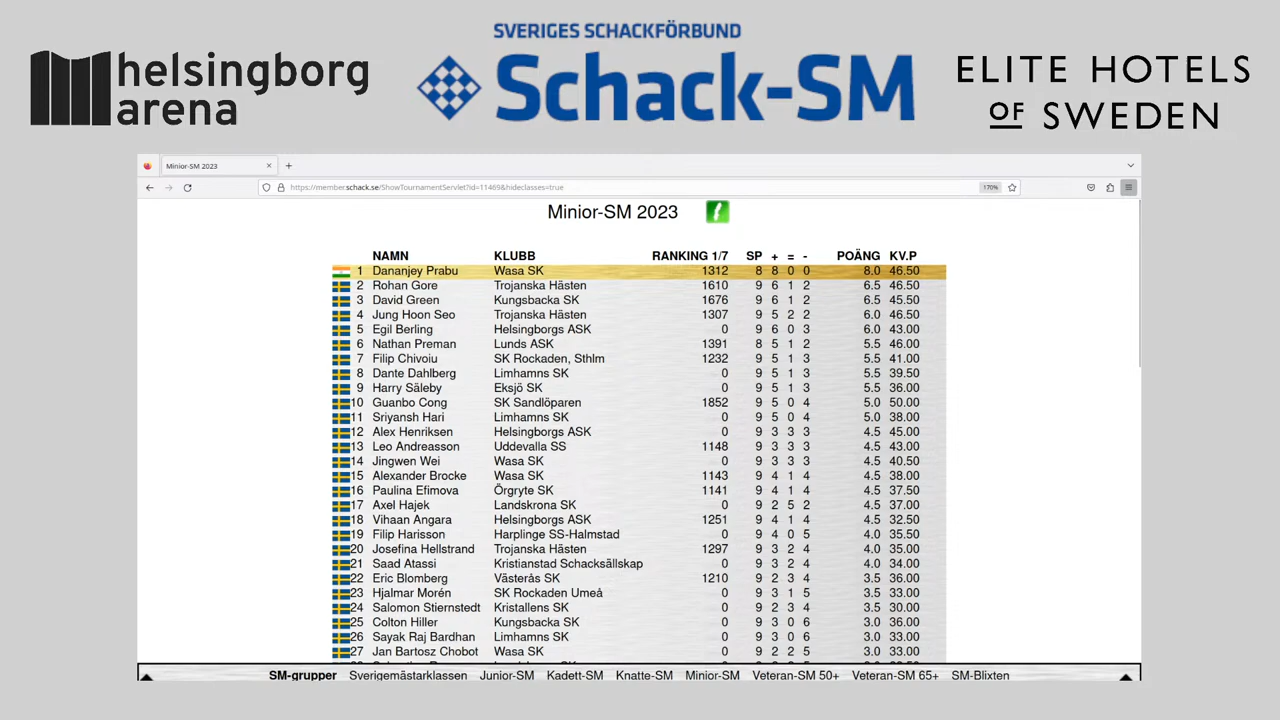 SVERIGES SCHACKFÖRBUND
helsingborg arena
Schack-SM
ELITE HOTELS OF SWEDEN
Minior-SM 2023
https://member.schack.se/ShowTournamentServlet?id=11469&hideclasses=true 170%
Minior-SM 2023
NAMN KLUBB RANKING 1/7 SP + = - POÄNG KV.P
1 Dananjey Prabu Wasa SK 1312 8 8 0 0 8.0 46.50
2 Rohan Gore Trojanska Hästen 1610 9 6 1 2 6.5 46.50
3 David Green Kungsbacka SK 1676 9 6 1 2 6.5 45.50
4 Jung Hoon Seo Trojanska Hästen 1307 9 5 2 2 6.0 46.50
5 Egil Berling Helsingborgs ASK 0 9 6 0 3 6.0 43.00
6 Nathan Preman Lunds ASK 1391 8 5 1 2 5.5 46.00
7 Filip Chivoiu SK Rockaden, Sthlm 1232 9 5 1 3 5.5 41.00
8 Dante Dahlberg Limhamns SK 0 9 5 1 3 5.5 39.50
9 Harry Säleby Eksjö SK 0 9 5 1 3 5.5 36.00
10 Guanbo Cong SK Sandlöparen 1852 9 5 0 4 5.0 50.00
11 Sriyansh Hari Limhamns SK 0 9 5 0 4 5.0 38.00
12 Alex Henriksen Helsingborgs ASK 0 9 3 3 3 4.5 45.00
13 Leo Andreasson Uddevalla SS 1148 9 3 3 3 4.5 43.00
14 Jingwen Wei Wasa SK 0 9 3 3 3 4.5 40.50
15 Alexander Brocke Wasa SK 1143 9 4 1 4 4.5 38.00
16 Paulina Efimova Örgryte SK 1141 9 4 1 4 4.5 37.50
17 Axel Hajek Landskrona SK 0 9 2 5 2 4.5 37.00
18 Vihaan Angara Helsingborgs ASK 1251 9 4 1 4 4.5 32.50
19 Filip Harisson Harplinge SS-Halmstad 0 9 4 0 5 4.0 35.50
20 Josefina Hellstrand Trojanska Hästen 1297 9 3 2 4 4.0 35.00
21 Saad Atassi Kristianstad Schacksällskap 0 9 3 2 4 4.0 34.00
22 Eric Blomberg Västerås SK 1210 9 2 3 4 3.5 36.00
23 Hjalmar Morén SK Rockaden Umeå 0 9 3 1 5 3.5 33.00
24 Salomon Stiernstedt Kristallens SK 0 9 2 3 4 3.5 30.00
25 Colton Hiller Kungsbacka SK 0 9 3 0 6 3.0 36.00
26 Sayak Raj Bardhan Limhamns SK 0 9 3 0 6 3.0 33.00
27 Jan Bartosz Chobot Wasa SK 0 9 2 2 5 3.0 33.00
SM-grupper Sverigemästarklassen Junior-SM Kadett-SM Knatte-SM Minior-SM Veteran-SM 50+ Veteran-SM 65+ SM-Blixten